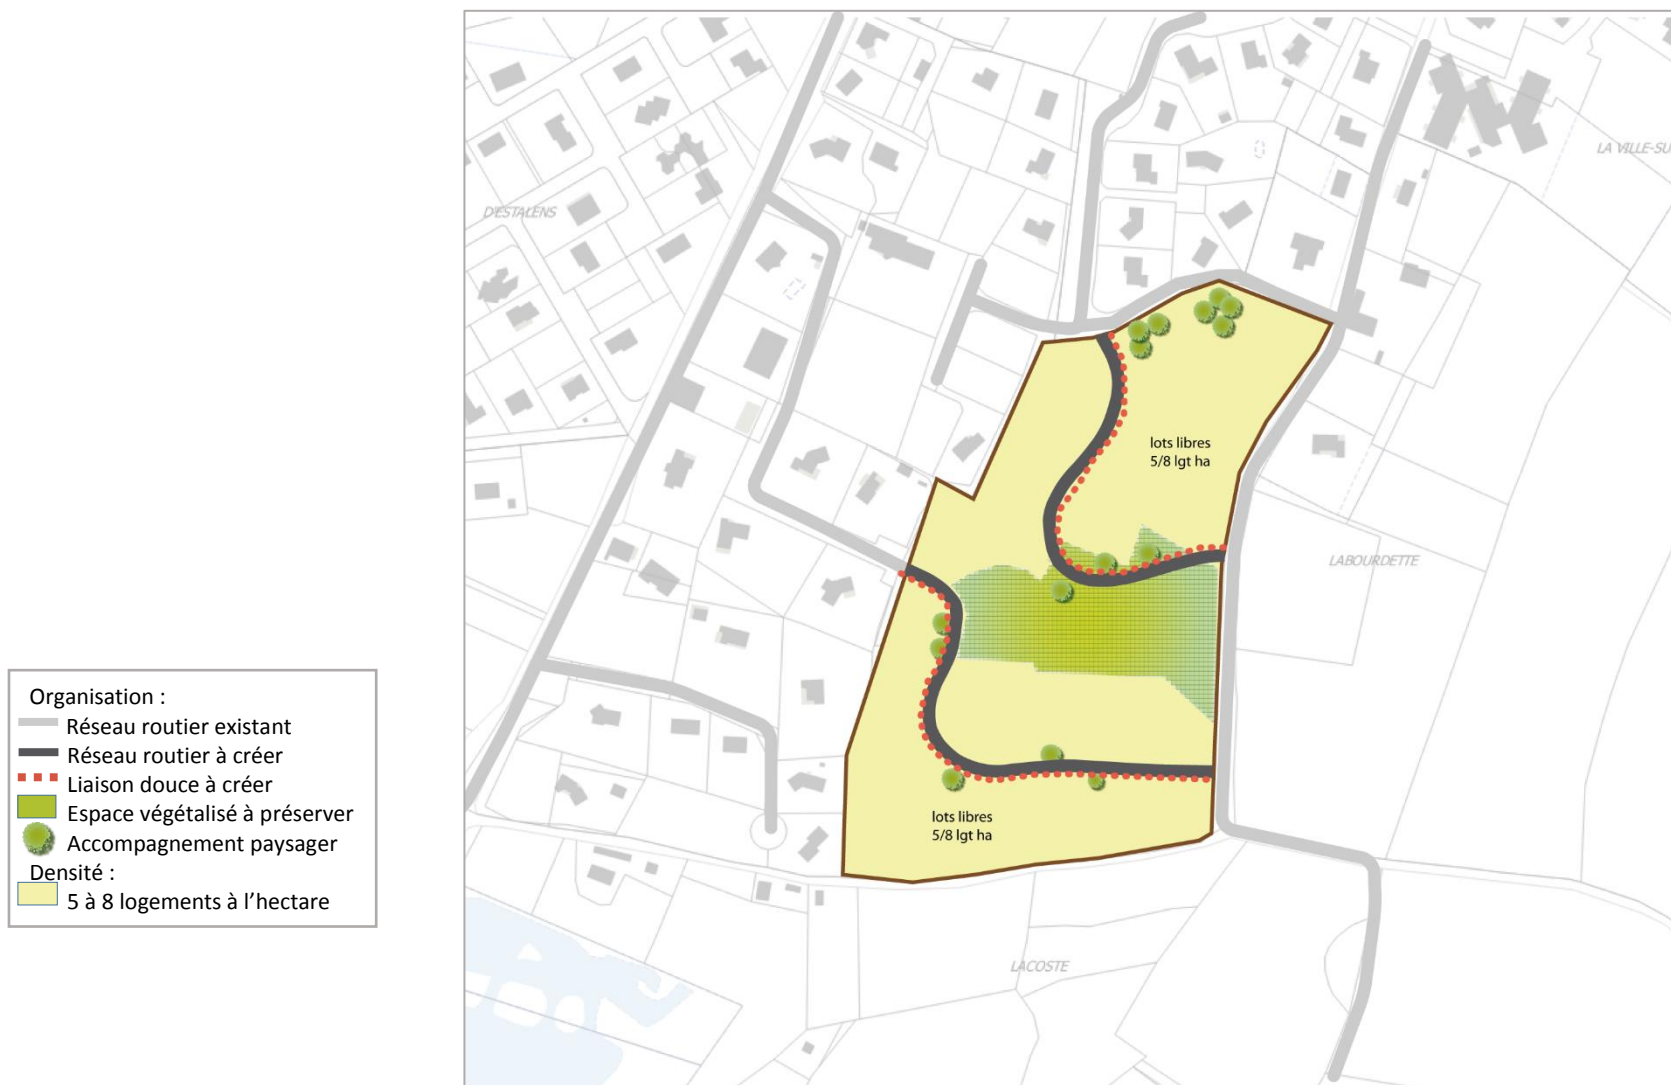 LA VILLE-SU
D'ESTALENS
lots libres
5/8 lgt ha
LABOURDETTE
Organisation :
Réseau routier existant
Réseau routier à créer
Liaison douce à créer
Espace végétalisé à préserver
Accompagnement paysager
Densité :
5 à 8 logements à l’hectare
lots libres
5/8 lgt ha
LACOSTE